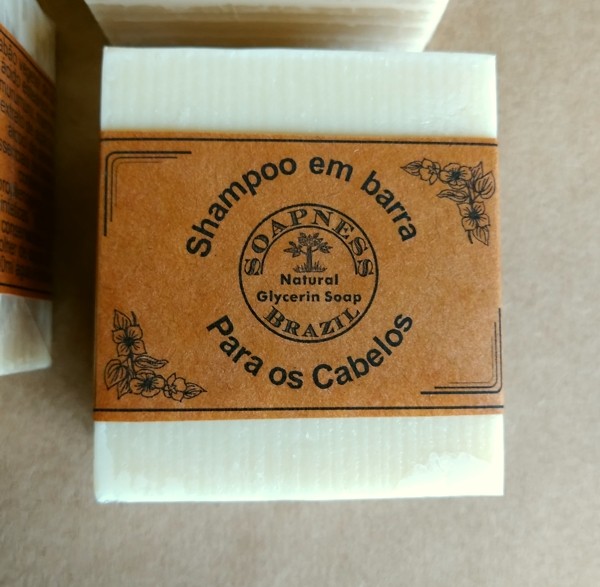 Shampoo em barra
SOAPNESS
Natural
Glycerin Soap
BRAZIL
Para os Cabelos